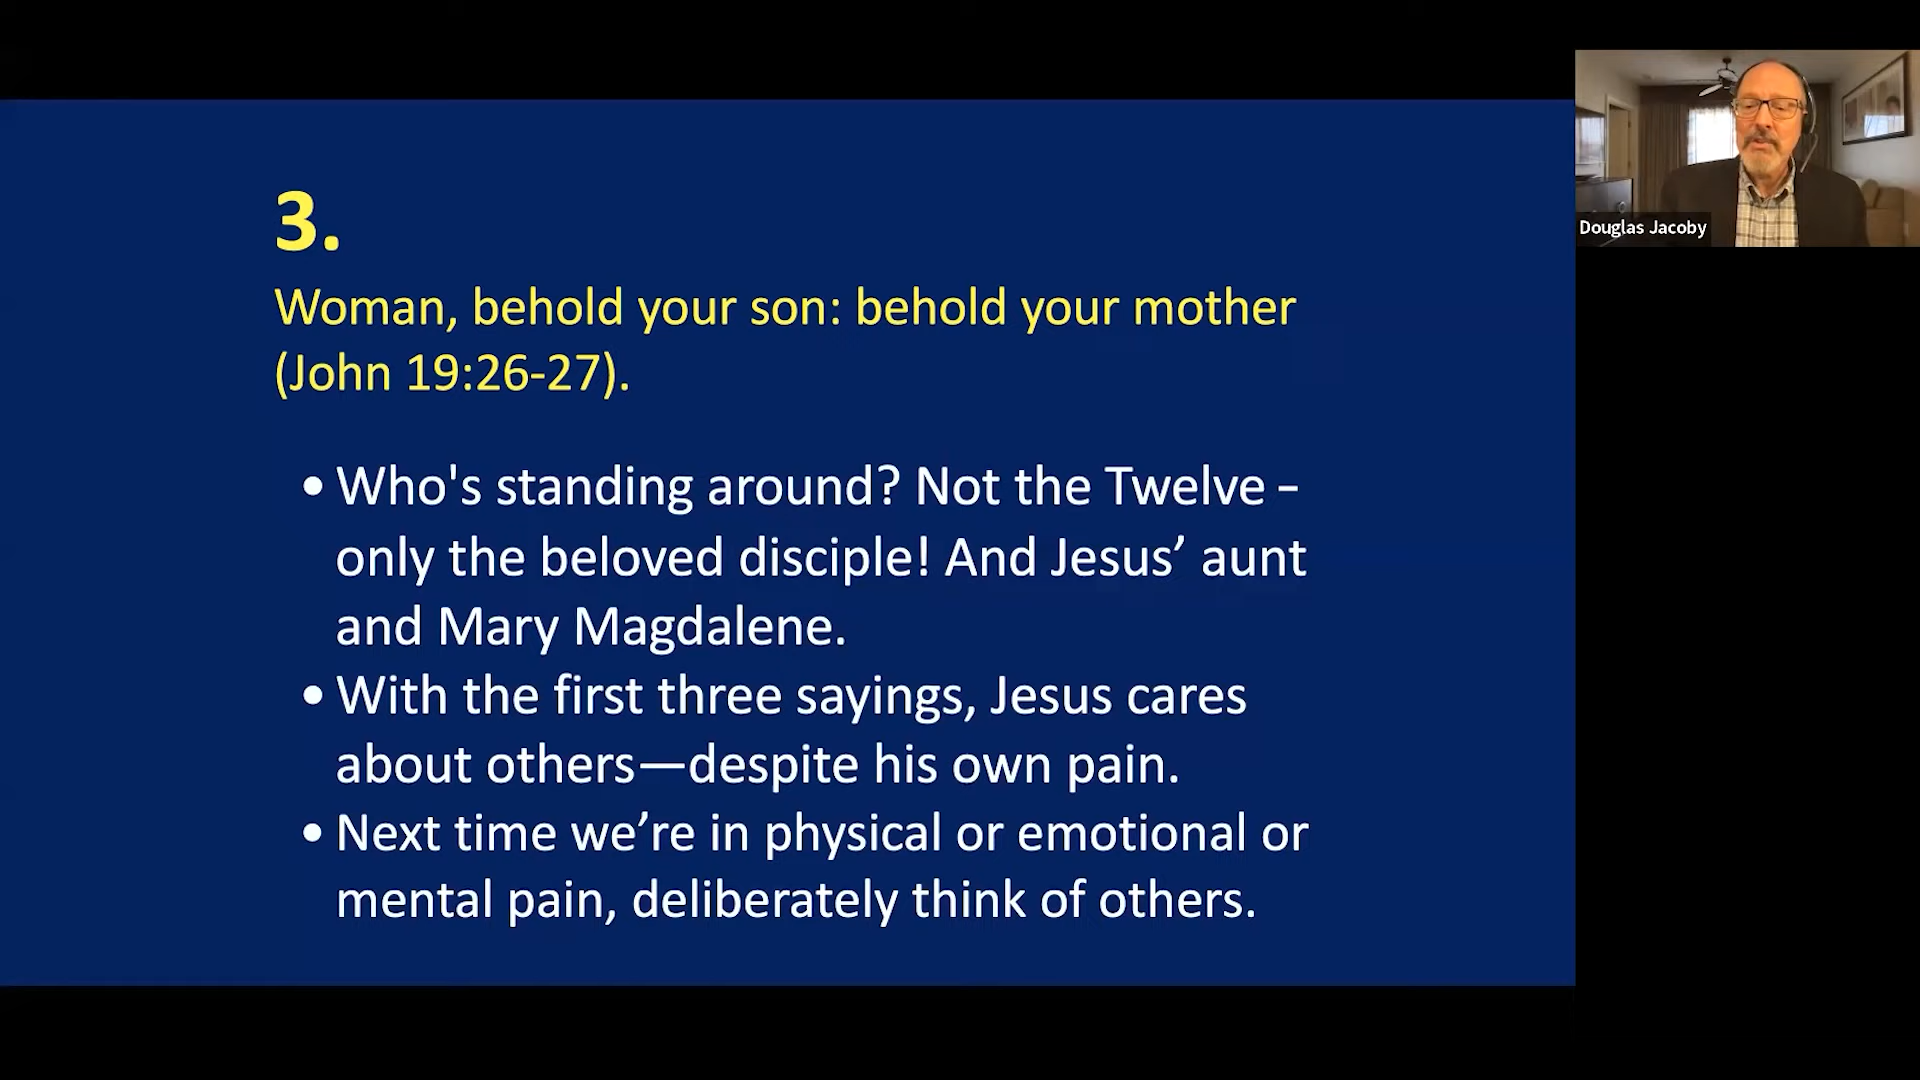 3.
Woman, behold your son: behold your mother
(John 19:26-27).
• Who's standing around? Not the Twelve –
only the beloved disciple! And Jesus’ aunt
and Mary Magdalene.
• With the first three sayings, Jesus cares
about others—despite his own pain.
• Next time we’re in physical or emotional or
mental pain, deliberately think of others.
Douglas Jacoby